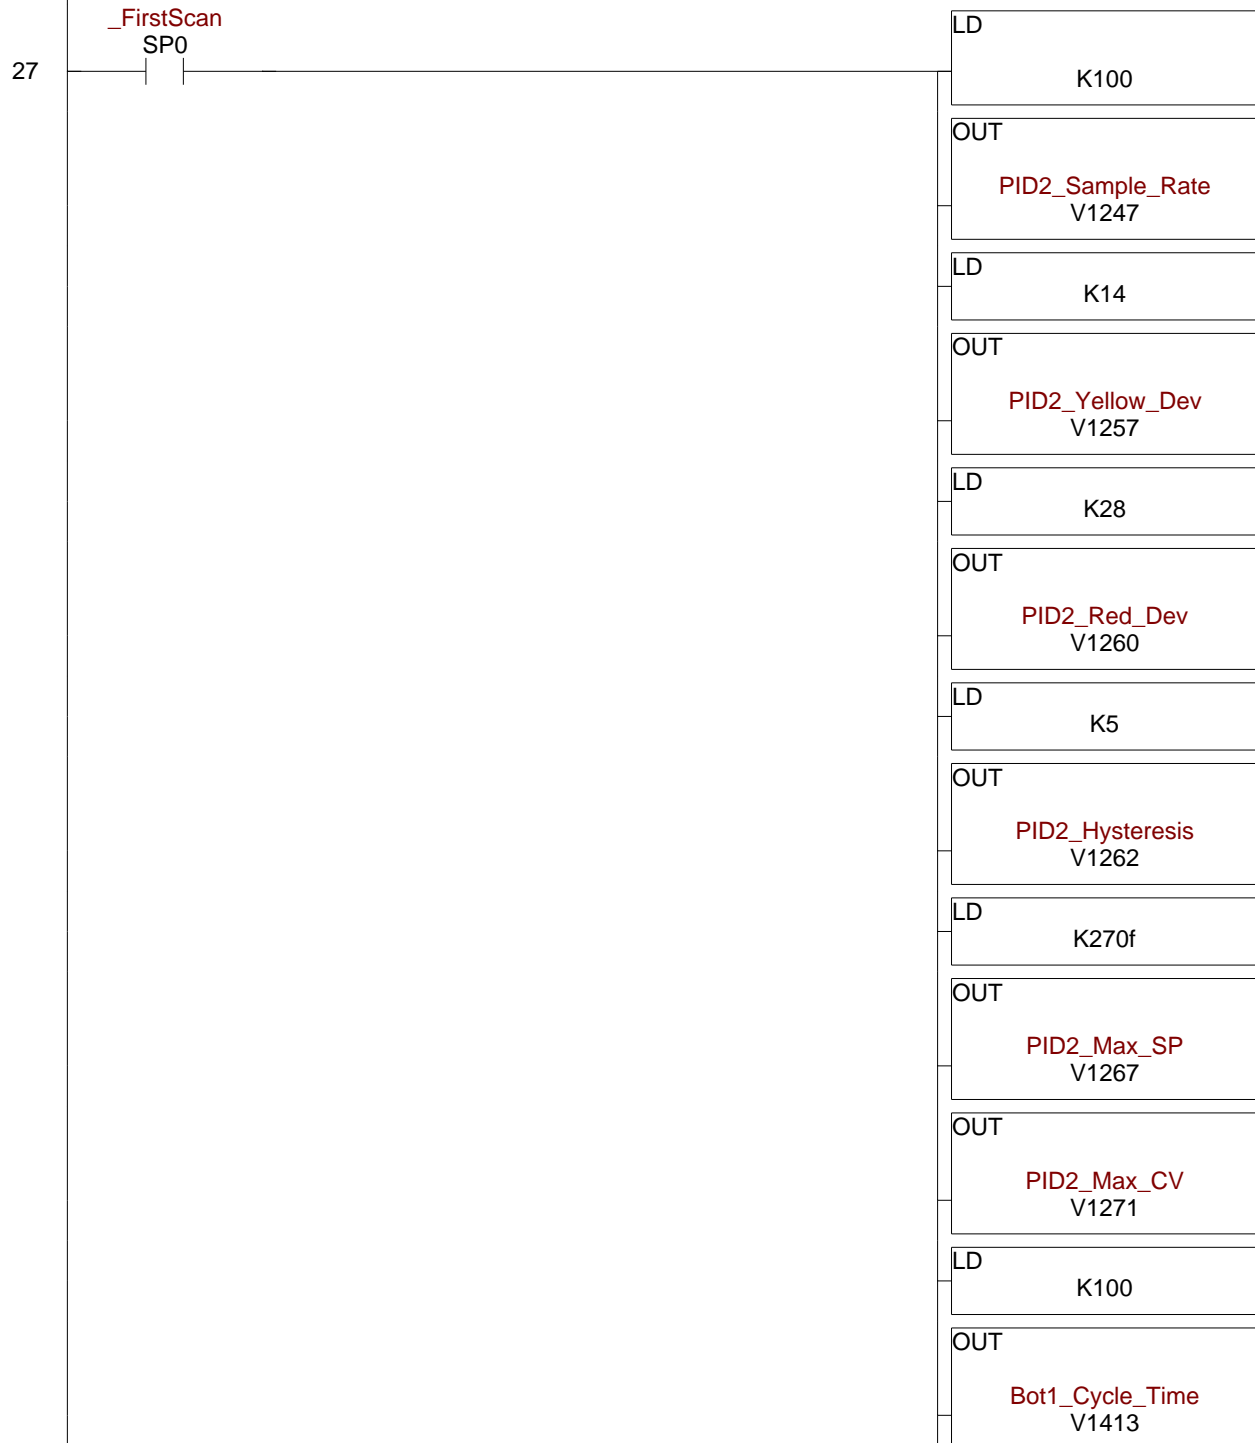 _FirstScan
SP0
27
LD
K100
OUT
PID2_Sample_Rate
V1247
LD
K14
OUT
PID2_Yellow_Dev
V1257
LD
K28
OUT
PID2_Red_Dev
V1260
LD
K5
OUT
PID2_Hysteresis
V1262
LD
K270f
OUT
PID2_Max_SP
V1267
OUT
PID2_Max_CV
V1271
LD
K100
OUT
Bot1_Cycle_Time
V1413